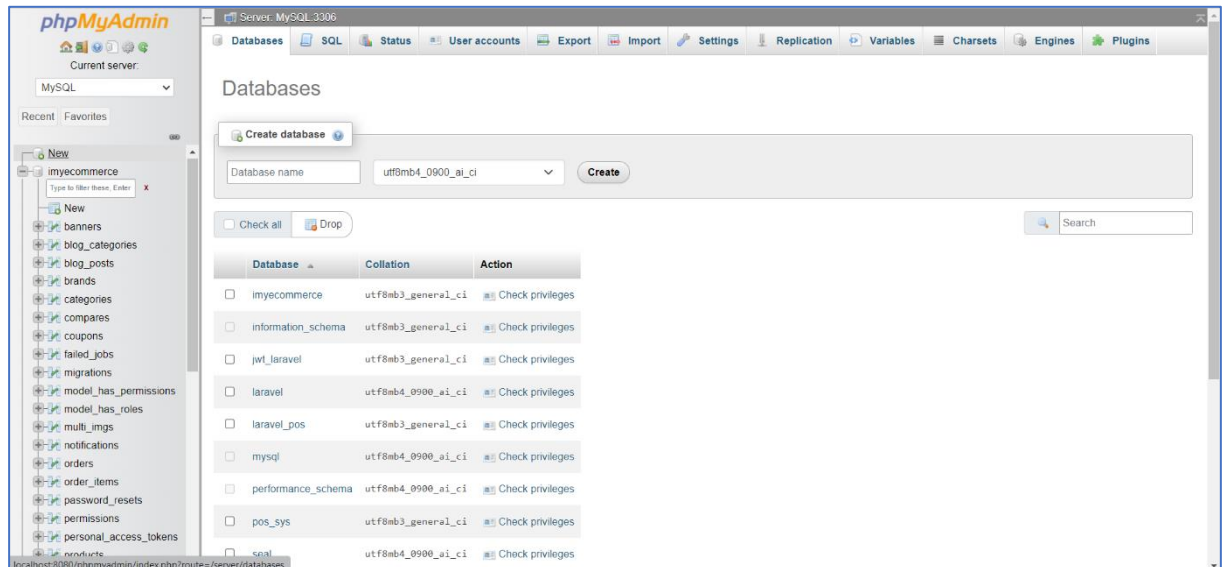 phpMyAdmin
Current server:
MySQL
Recent Favorites
New
imyecommerce
Type to filter these, Enter X
New
banners
blog_categories
blog_posts
brands
categories
compares
coupons
failed_jobs
migrations
model_has_permissions
model_has_roles
multi_imgs
notifications
orders
order_items
password_resets
permissions
personal_access_tokens
products
localhost:8080/phpmyadmin/index.php?route=/server/databases
Server: MySQL:3306
Databases SQL Status User accounts Export Import Settings Replication Variables Charsets Engines Plugins
Databases
Create database
Database name utf8mb4_0900_ai_ci Create
Check all Drop Search
Database Collation Action
imyecommerce utf8mb3_general_ci Check privileges
information_schema utf8mb3_general_ci Check privileges
jwt_laravel utf8mb3_general_ci Check privileges
laravel utf8mb4_0900_ai_ci Check privileges
laravel_pos utf8mb3_general_ci Check privileges
mysql utf8mb4_0900_ai_ci Check privileges
performance_schema utf8mb4_0900_ai_ci Check privileges
pos_sys utf8mb3_general_ci Check privileges
seal utf8mb4_0900_ai_ci Check privileges